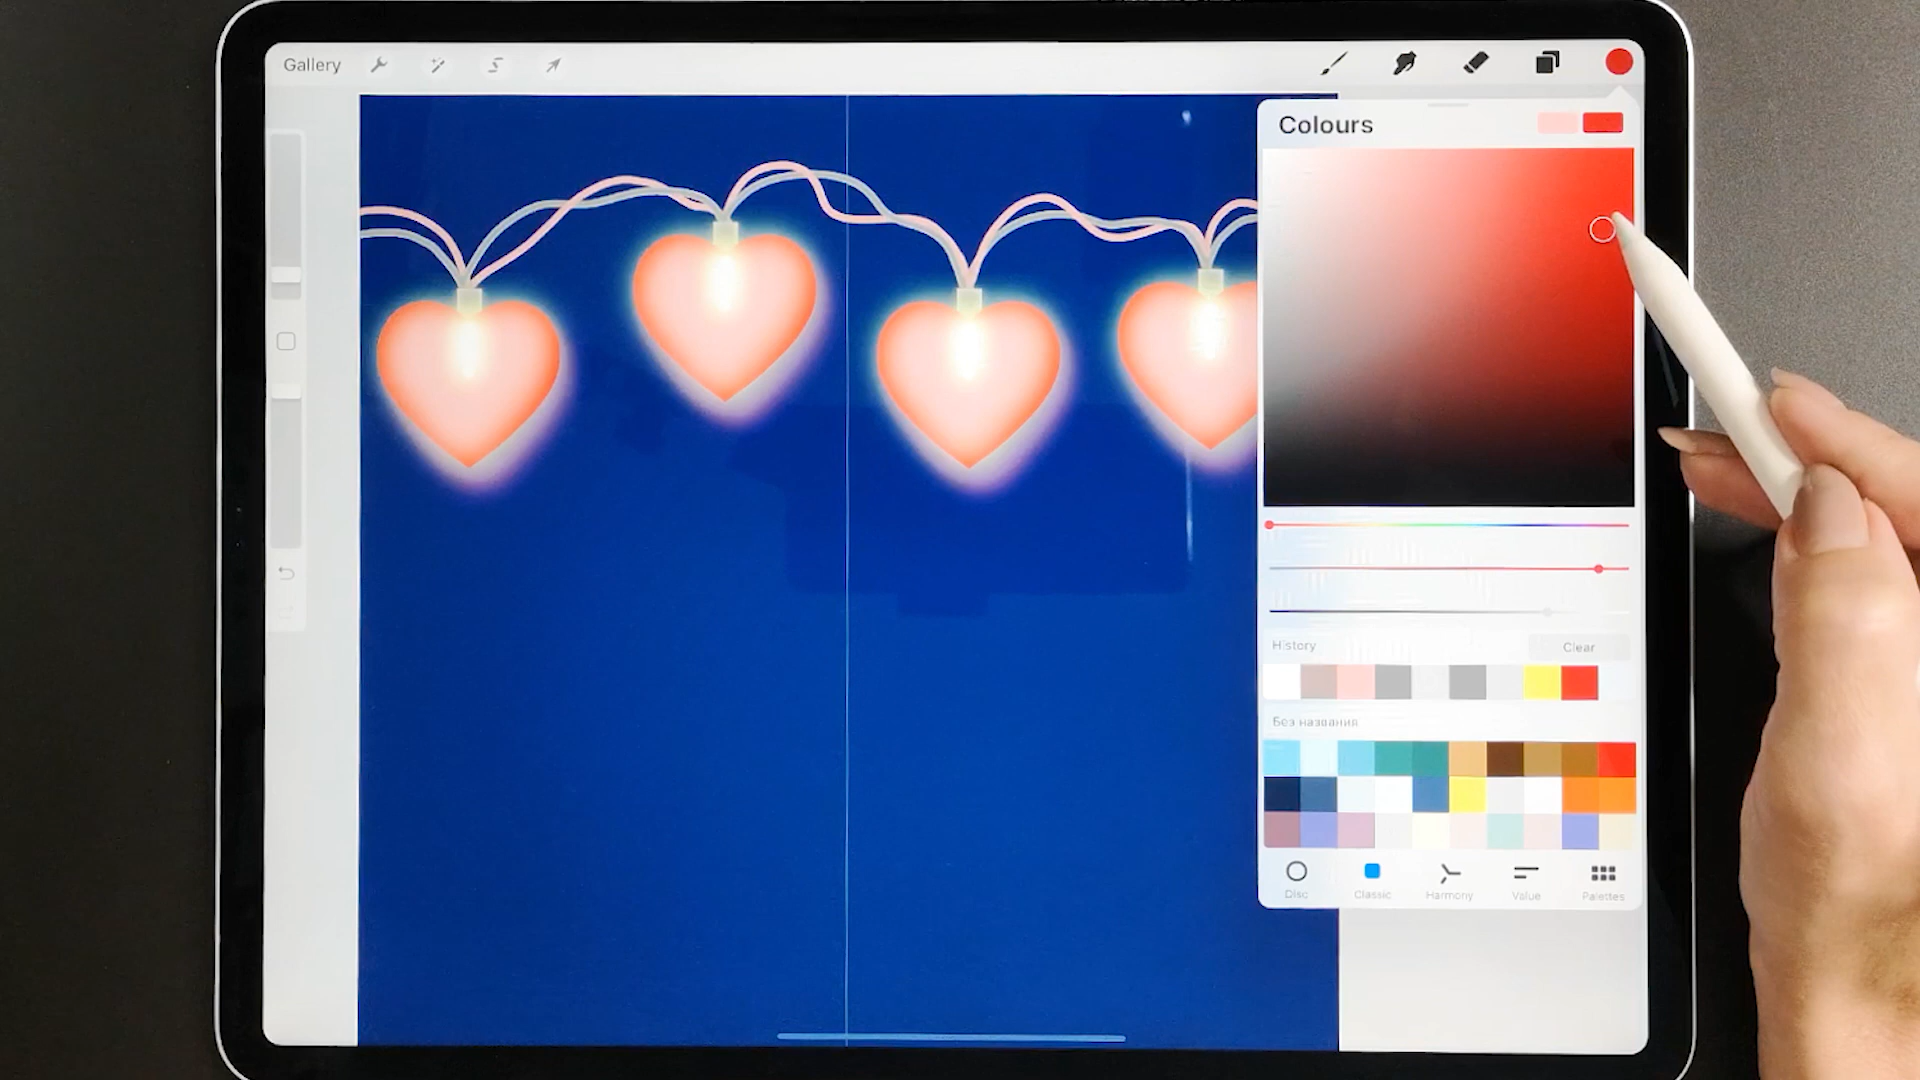 Gallery
Colours
History
Clear
Без названия
Disc
Classic
Harmony
Value
Palettes